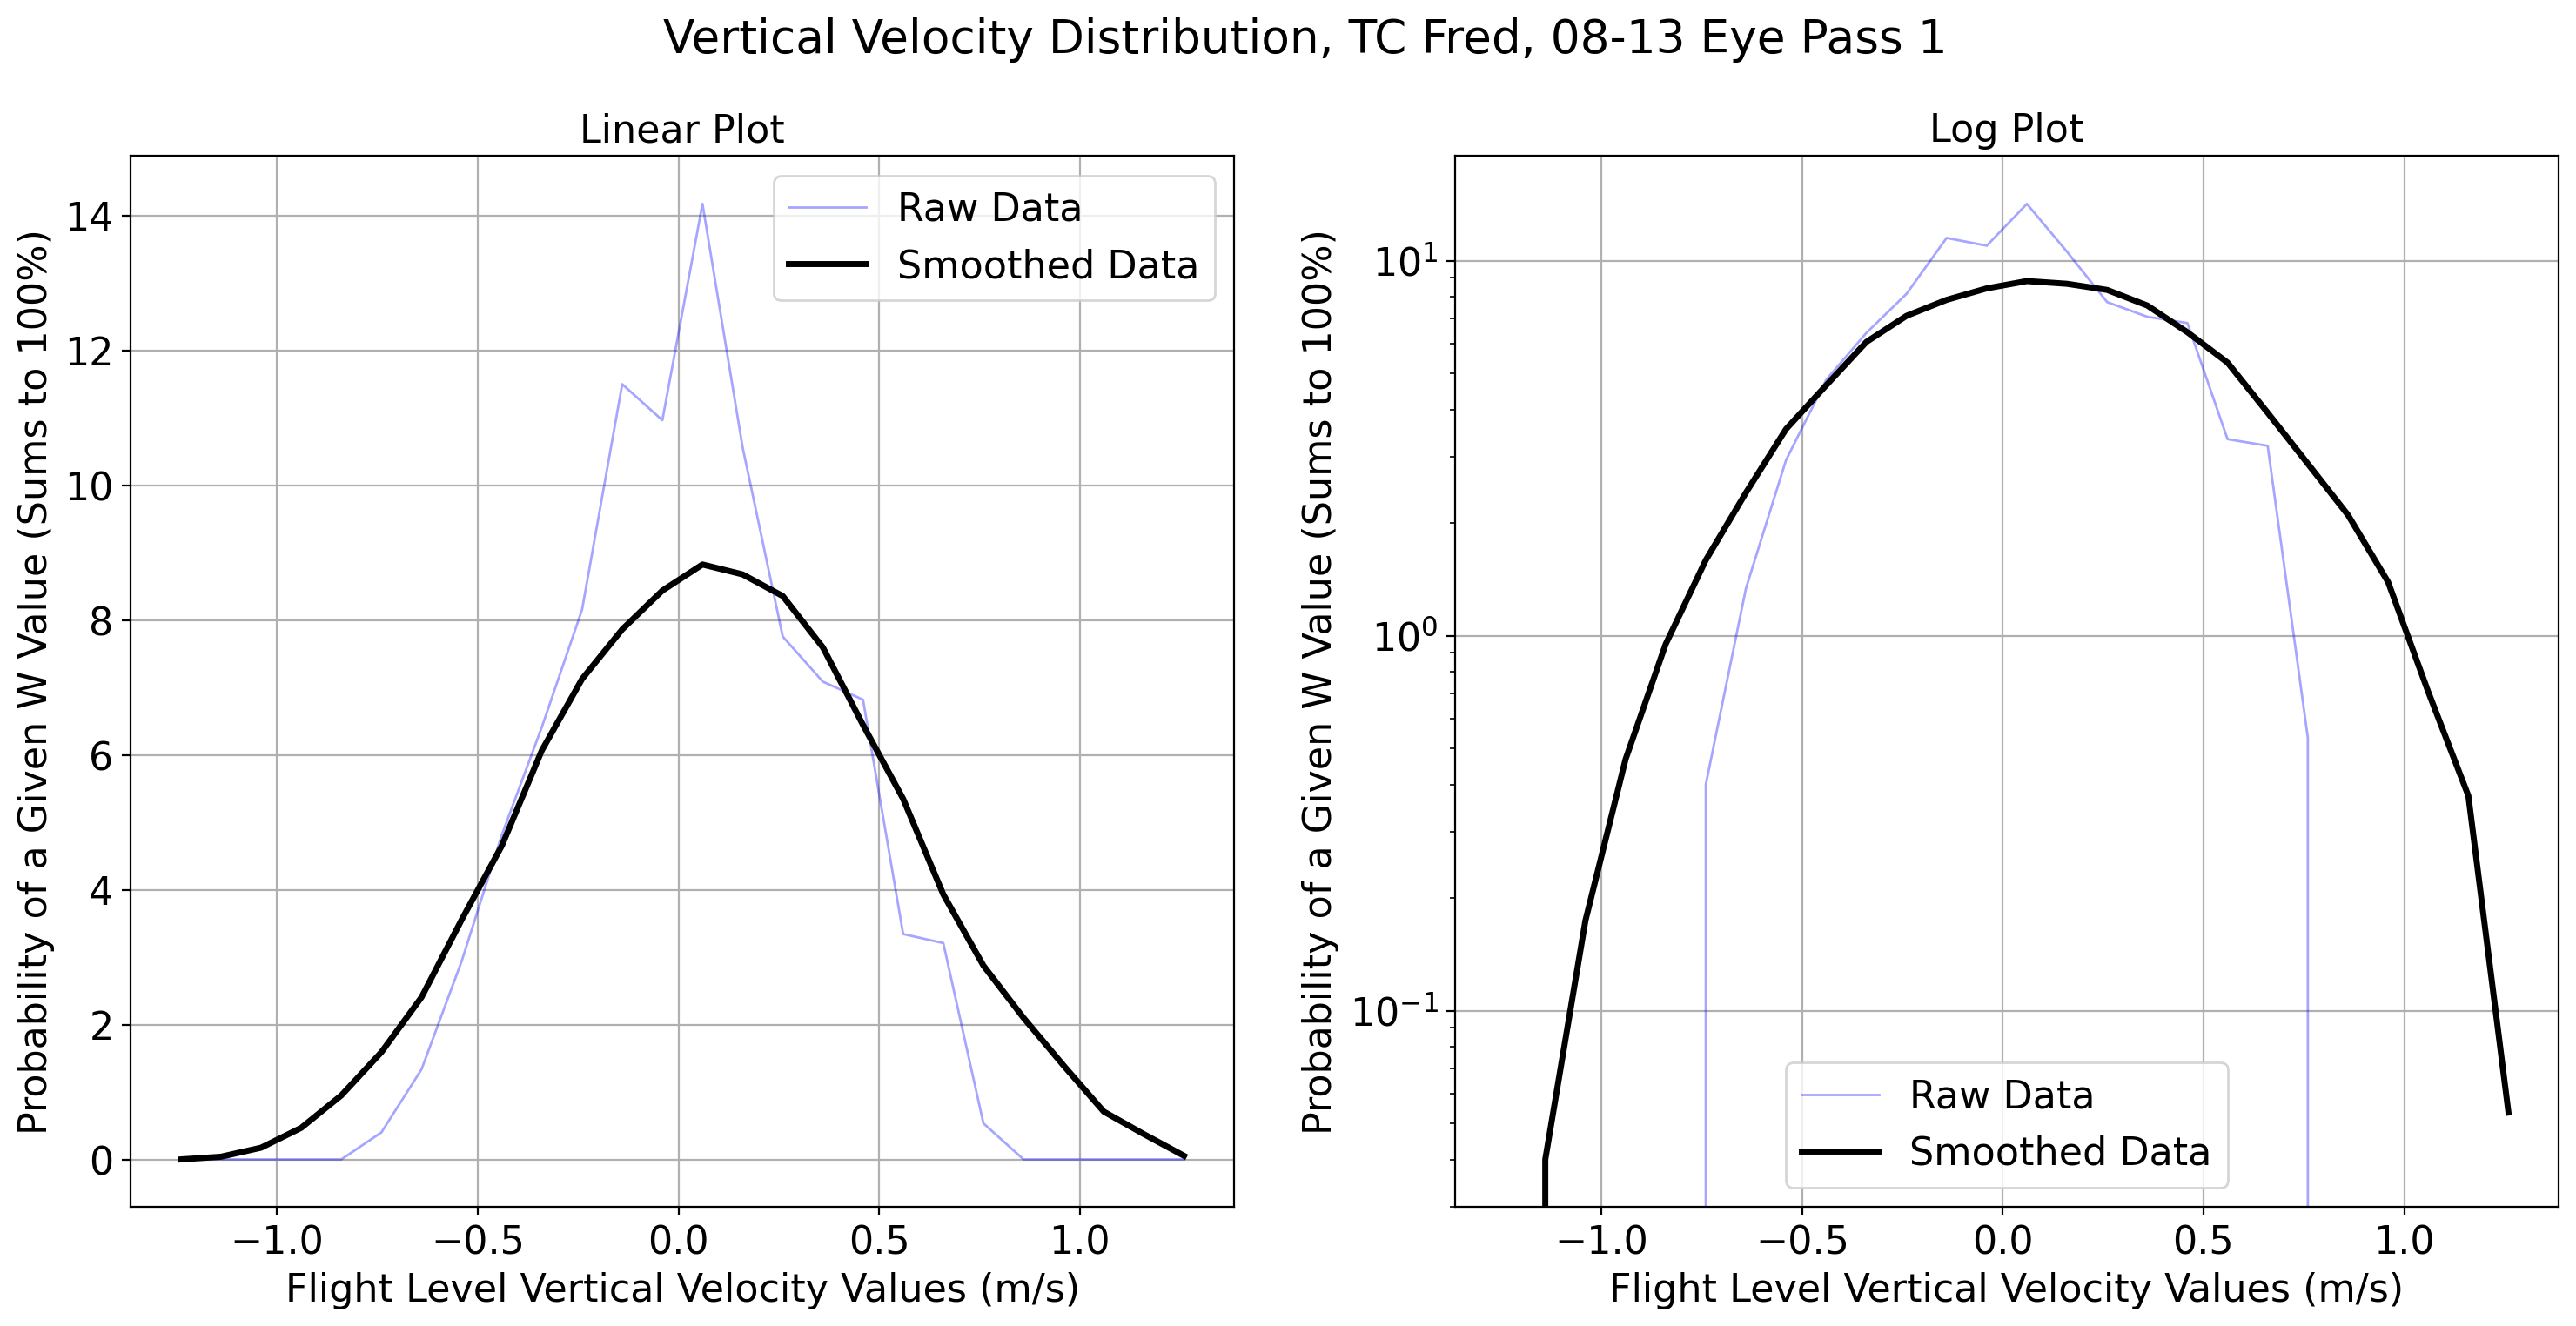 Vertical Velocity Distribution, TC Fred, 08-13 Eye Pass 1
Linear Plot
Probability of a Given W Value (Sums to 100%)
14
12
10
8
6
4
2
0
Raw Data
Smoothed Data
−1.0 −0.5 0.0 0.5 1.0
Flight Level Vertical Velocity Values (m/s)
Log Plot
Probability of a Given W Value (Sums to 100%)
10¹
10⁰
10⁻¹
Raw Data
Smoothed Data
−1.0 −0.5 0.0 0.5 1.0
Flight Level Vertical Velocity Values (m/s)